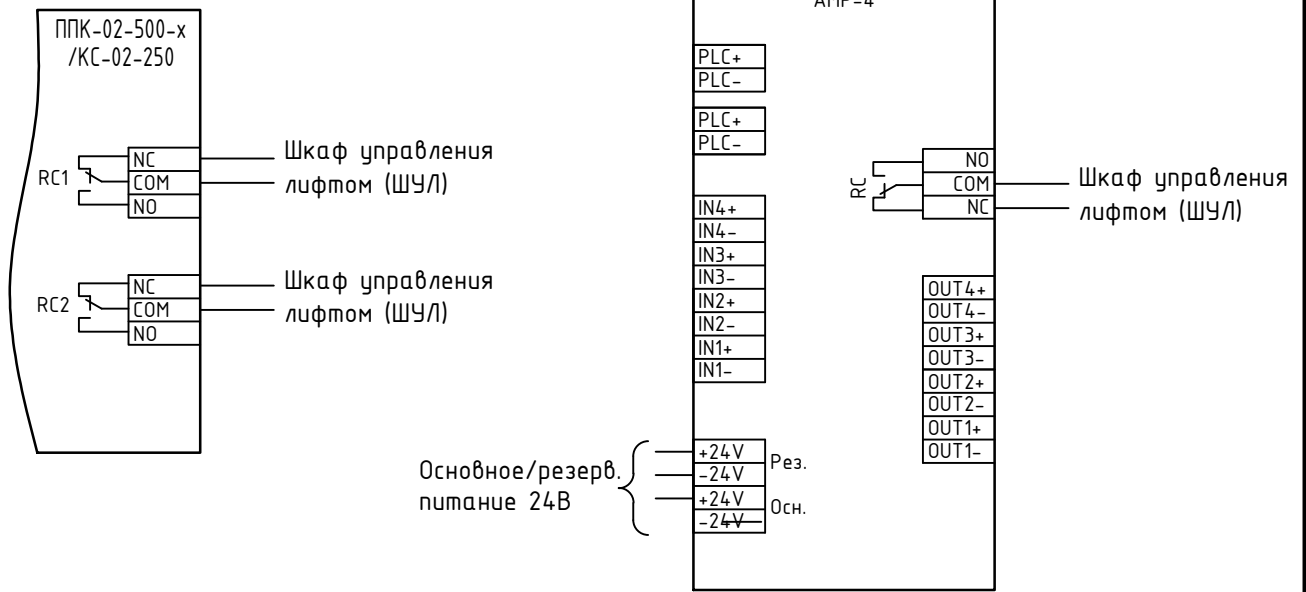 ППК-02-500-х
/КС-02-250
RC1
NC
COM
NO
Шкаф управления
лифтом (ШУЛ)
RC2
NC
COM
NO
Шкаф управления
лифтом (ШУЛ)
АМР-4
PLC+
PLC-
PLC+
PLC-
IN4+
IN4-
IN3+
IN3-
IN2+
IN2-
IN1+
IN1-
Основное/резерв.
питание 24В
+24V
-24V
Рез.
+24V
-24V
Осн.
RC
NO
COM
NC
Шкаф управления
лифтом (ШУЛ)
OUT4+
OUT4-
OUT3+
OUT3-
OUT2+
OUT2-
OUT1+
OUT1-